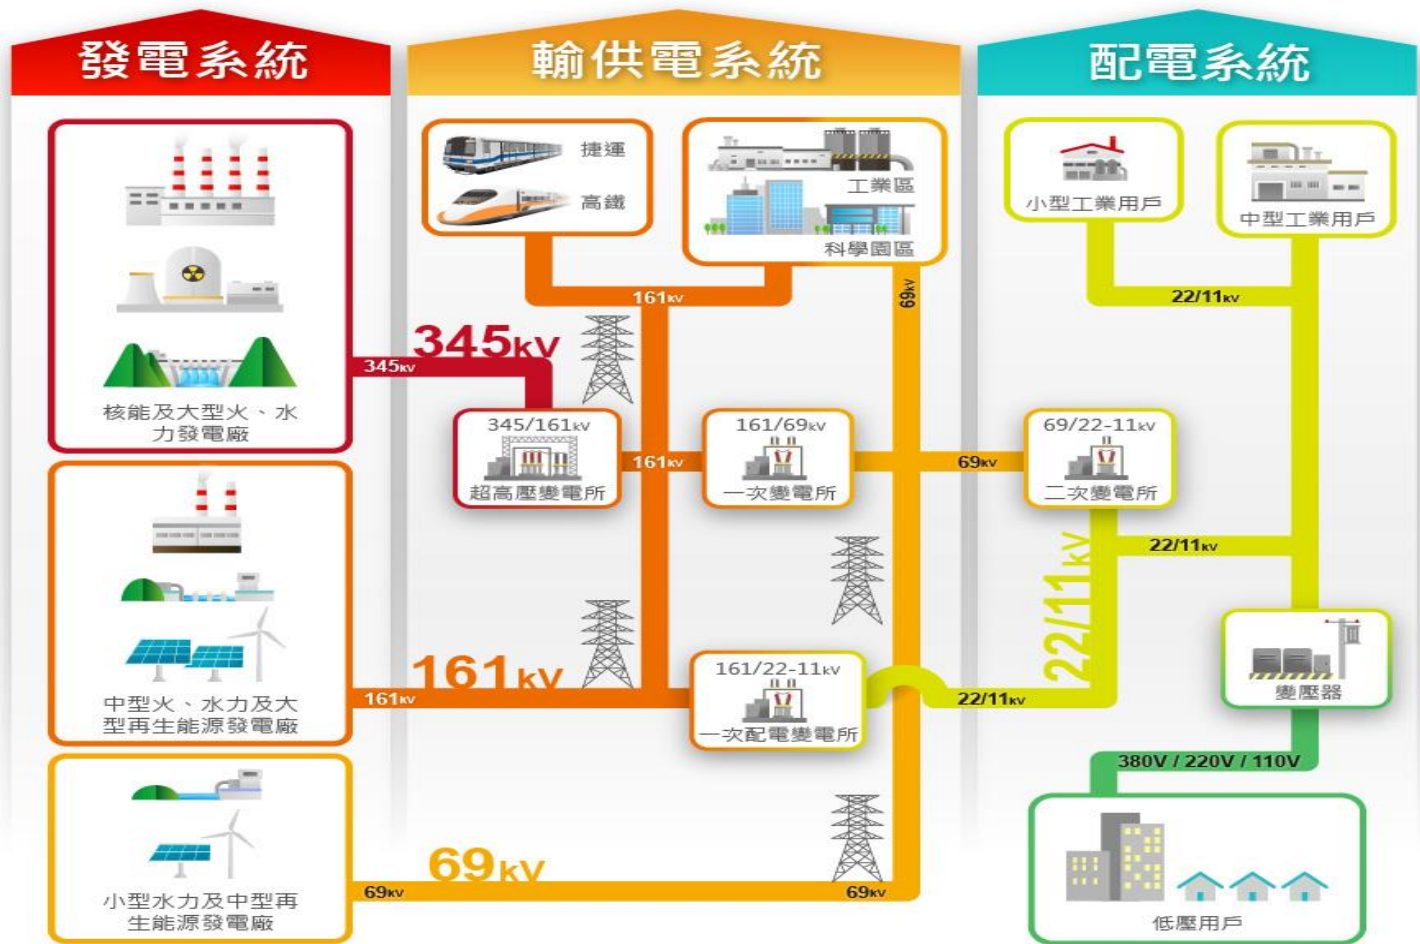 發電系統
輸供電系統
配電系統
核能及大型火、水
力發電廠
中型火、水力及大
型再生能源發電廠
小型水力及中型再
生能源發電廠
345kV
345kV
161kV
161kV
69kV
69kV
69kV
捷運
高鐵
工業區
科學園區
161kV
69kV
345/161kV
超高壓變電所
161kV
161/69kV
一次變電所
69kV
161/22-11kV
一次配電變電所
22/11kV
小型工業用戶
中型工業用戶
22/11kV
69/22-11kV
二次變電所
22/11kV
22/11kV
變壓器
380V / 220V / 110V
低壓用戶